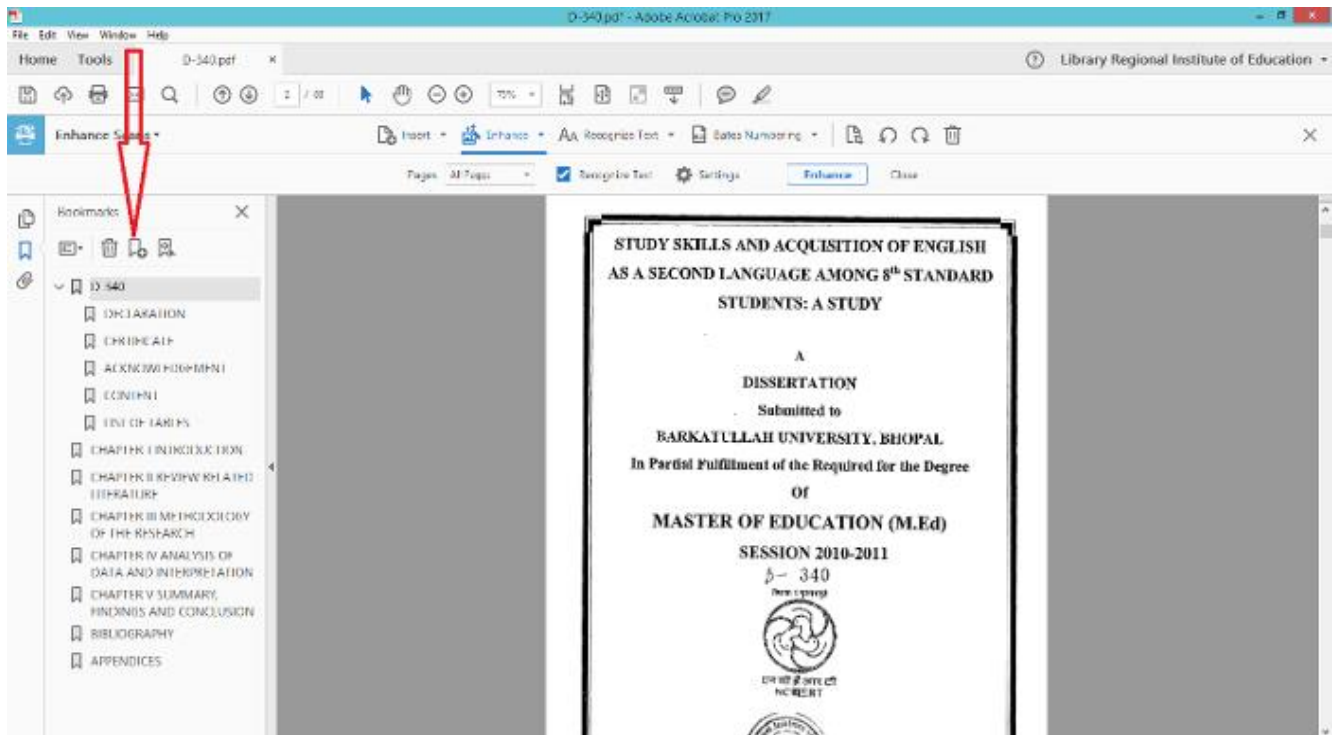 D-340.pdf* - Adobe Acrobat Pro 2017
File Edit View Window Help
Home Tools D-340.pdf × Library Regional Institute of Education
2 /
Enhance Scans
Insert Enhance Recognize Text Bates Numbering
Pages All Pages Recognize Text Settings Enhance Close
Bookmarks
D-340
DECLARATION
CERTIFICATE
ACKNOWLEDGEMENT
CONTENT
LIST OF TABLES
CHAPTER I INTRODUCTION
CHAPTER II REVIEW RELATED
LITERATURE
CHAPTER III METHODOLOGY
OF THE RESEARCH
CHAPTER IV ANALYSIS OF
DATA AND INTERPRETATION
CHAPTER V SUMMARY,
FINDINGS AND CONCLUSION
BIBLIOGRAPHY
APPENDICES
STUDY SKILLS AND ACQUISITION OF ENGLISH
AS A SECOND LANGUAGE AMONG 8th STANDARD
STUDENTS: A STUDY
A
DISSERTATION
Submitted to
BARKATULLAH UNIVERSITY, BHOPAL
In Partial Fulfillment of the Required for the Degree
Of
MASTER OF EDUCATION (M.Ed)
SESSION 2010-2011
D- 340
NCERT